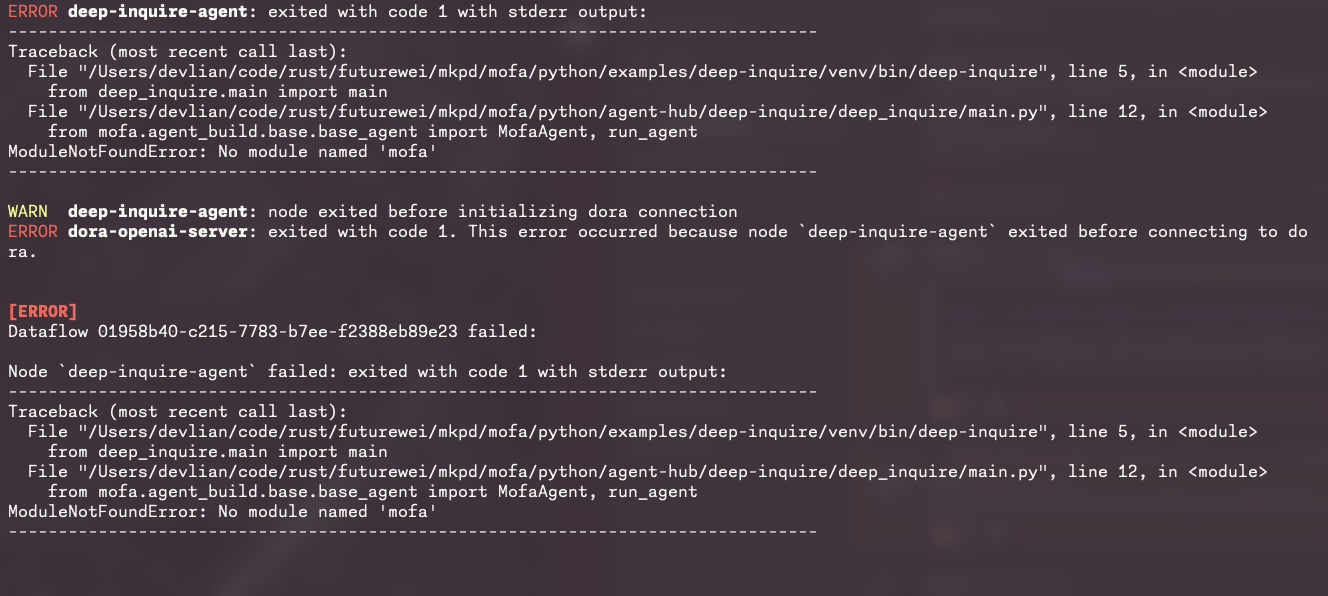 ERROR deep-inquire-agent: exited with code 1 with stderr output:
---------------------------------------------------------------------------------
Traceback (most recent call last):
  File "/Users/devlian/code/rust/futurewei/mkpd/mofa/python/examples/deep-inquire/venv/bin/deep-inquire", line 5, in <module>
    from deep_inquire.main import main
  File "/Users/devlian/code/rust/futurewei/mkpd/mofa/python/agent-hub/deep-inquire/deep_inquire/main.py", line 12, in <module>
    from mofa.agent_build.base.base_agent import MofaAgent, run_agent
ModuleNotFoundError: No module named 'mofa'
---------------------------------------------------------------------------------
WARN  deep-inquire-agent: node exited before initializing dora connection
ERROR dora-openai-server: exited with code 1. This error occurred because node `deep-inquire-agent` exited before connecting to do
ra.
[ERROR]
Dataflow 01958b40-c215-7783-b7ee-f2388eb89e23 failed:
Node `deep-inquire-agent` failed: exited with code 1 with stderr output:
---------------------------------------------------------------------------------
Traceback (most recent call last):
  File "/Users/devlian/code/rust/futurewei/mkpd/mofa/python/examples/deep-inquire/venv/bin/deep-inquire", line 5, in <module>
    from deep_inquire.main import main
  File "/Users/devlian/code/rust/futurewei/mkpd/mofa/python/agent-hub/deep-inquire/deep_inquire/main.py", line 12, in <module>
    from mofa.agent_build.base.base_agent import MofaAgent, run_agent
ModuleNotFoundError: No module named 'mofa'
---------------------------------------------------------------------------------